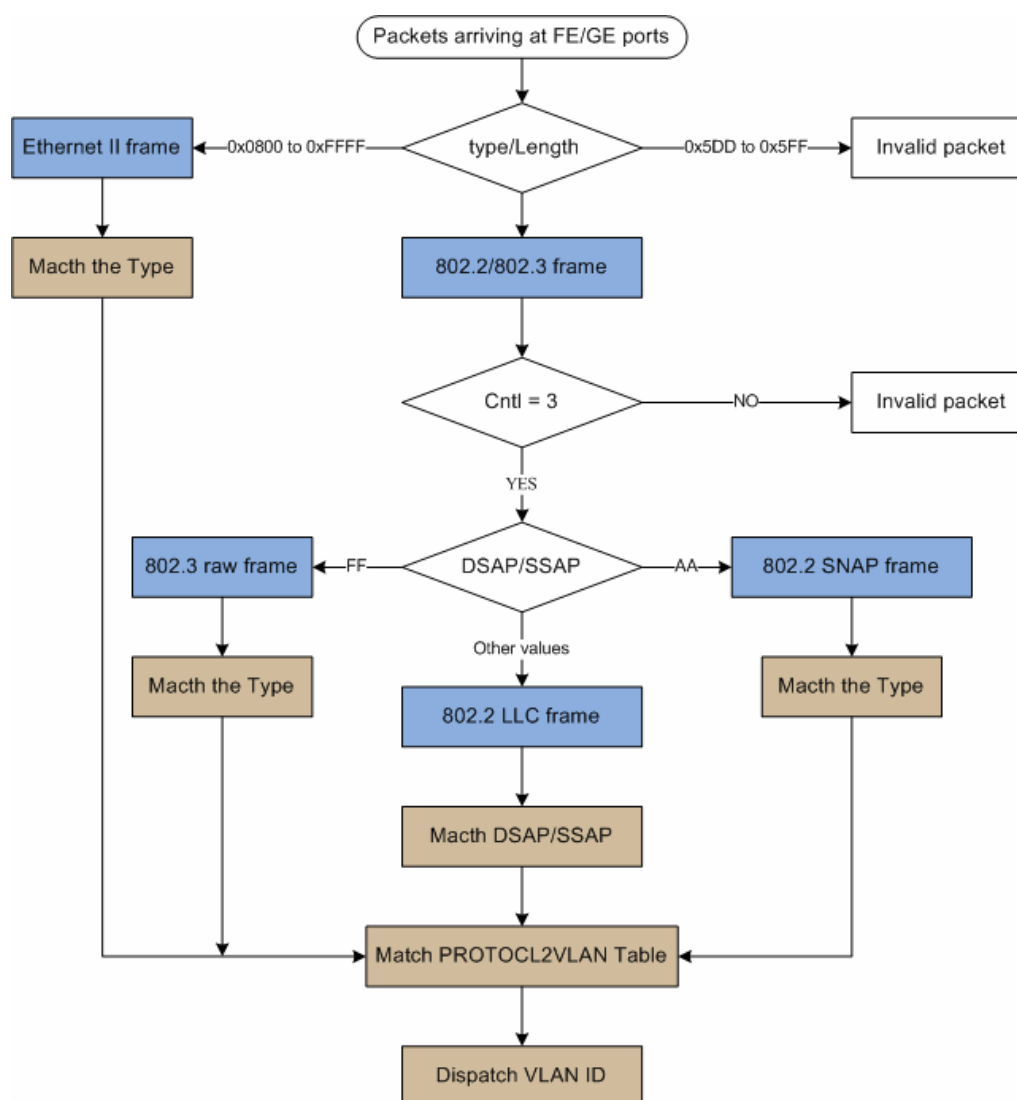 Packets arriving at FE/GE ports
Ethernet II frame
0x0800 to 0xFFFF
type/Length
0x5DD to 0x5FF
Invalid packet
Macth the Type
802.2/802.3 frame
Cntl = 3
NO
Invalid packet
YES
802.3 raw frame
FF
DSAP/SSAP
AA
802.2 SNAP frame
Other values
Macth the Type
802.2 LLC frame
Macth the Type
Macth DSAP/SSAP
Match PROTOCL2VLAN Table
Dispatch VLAN ID